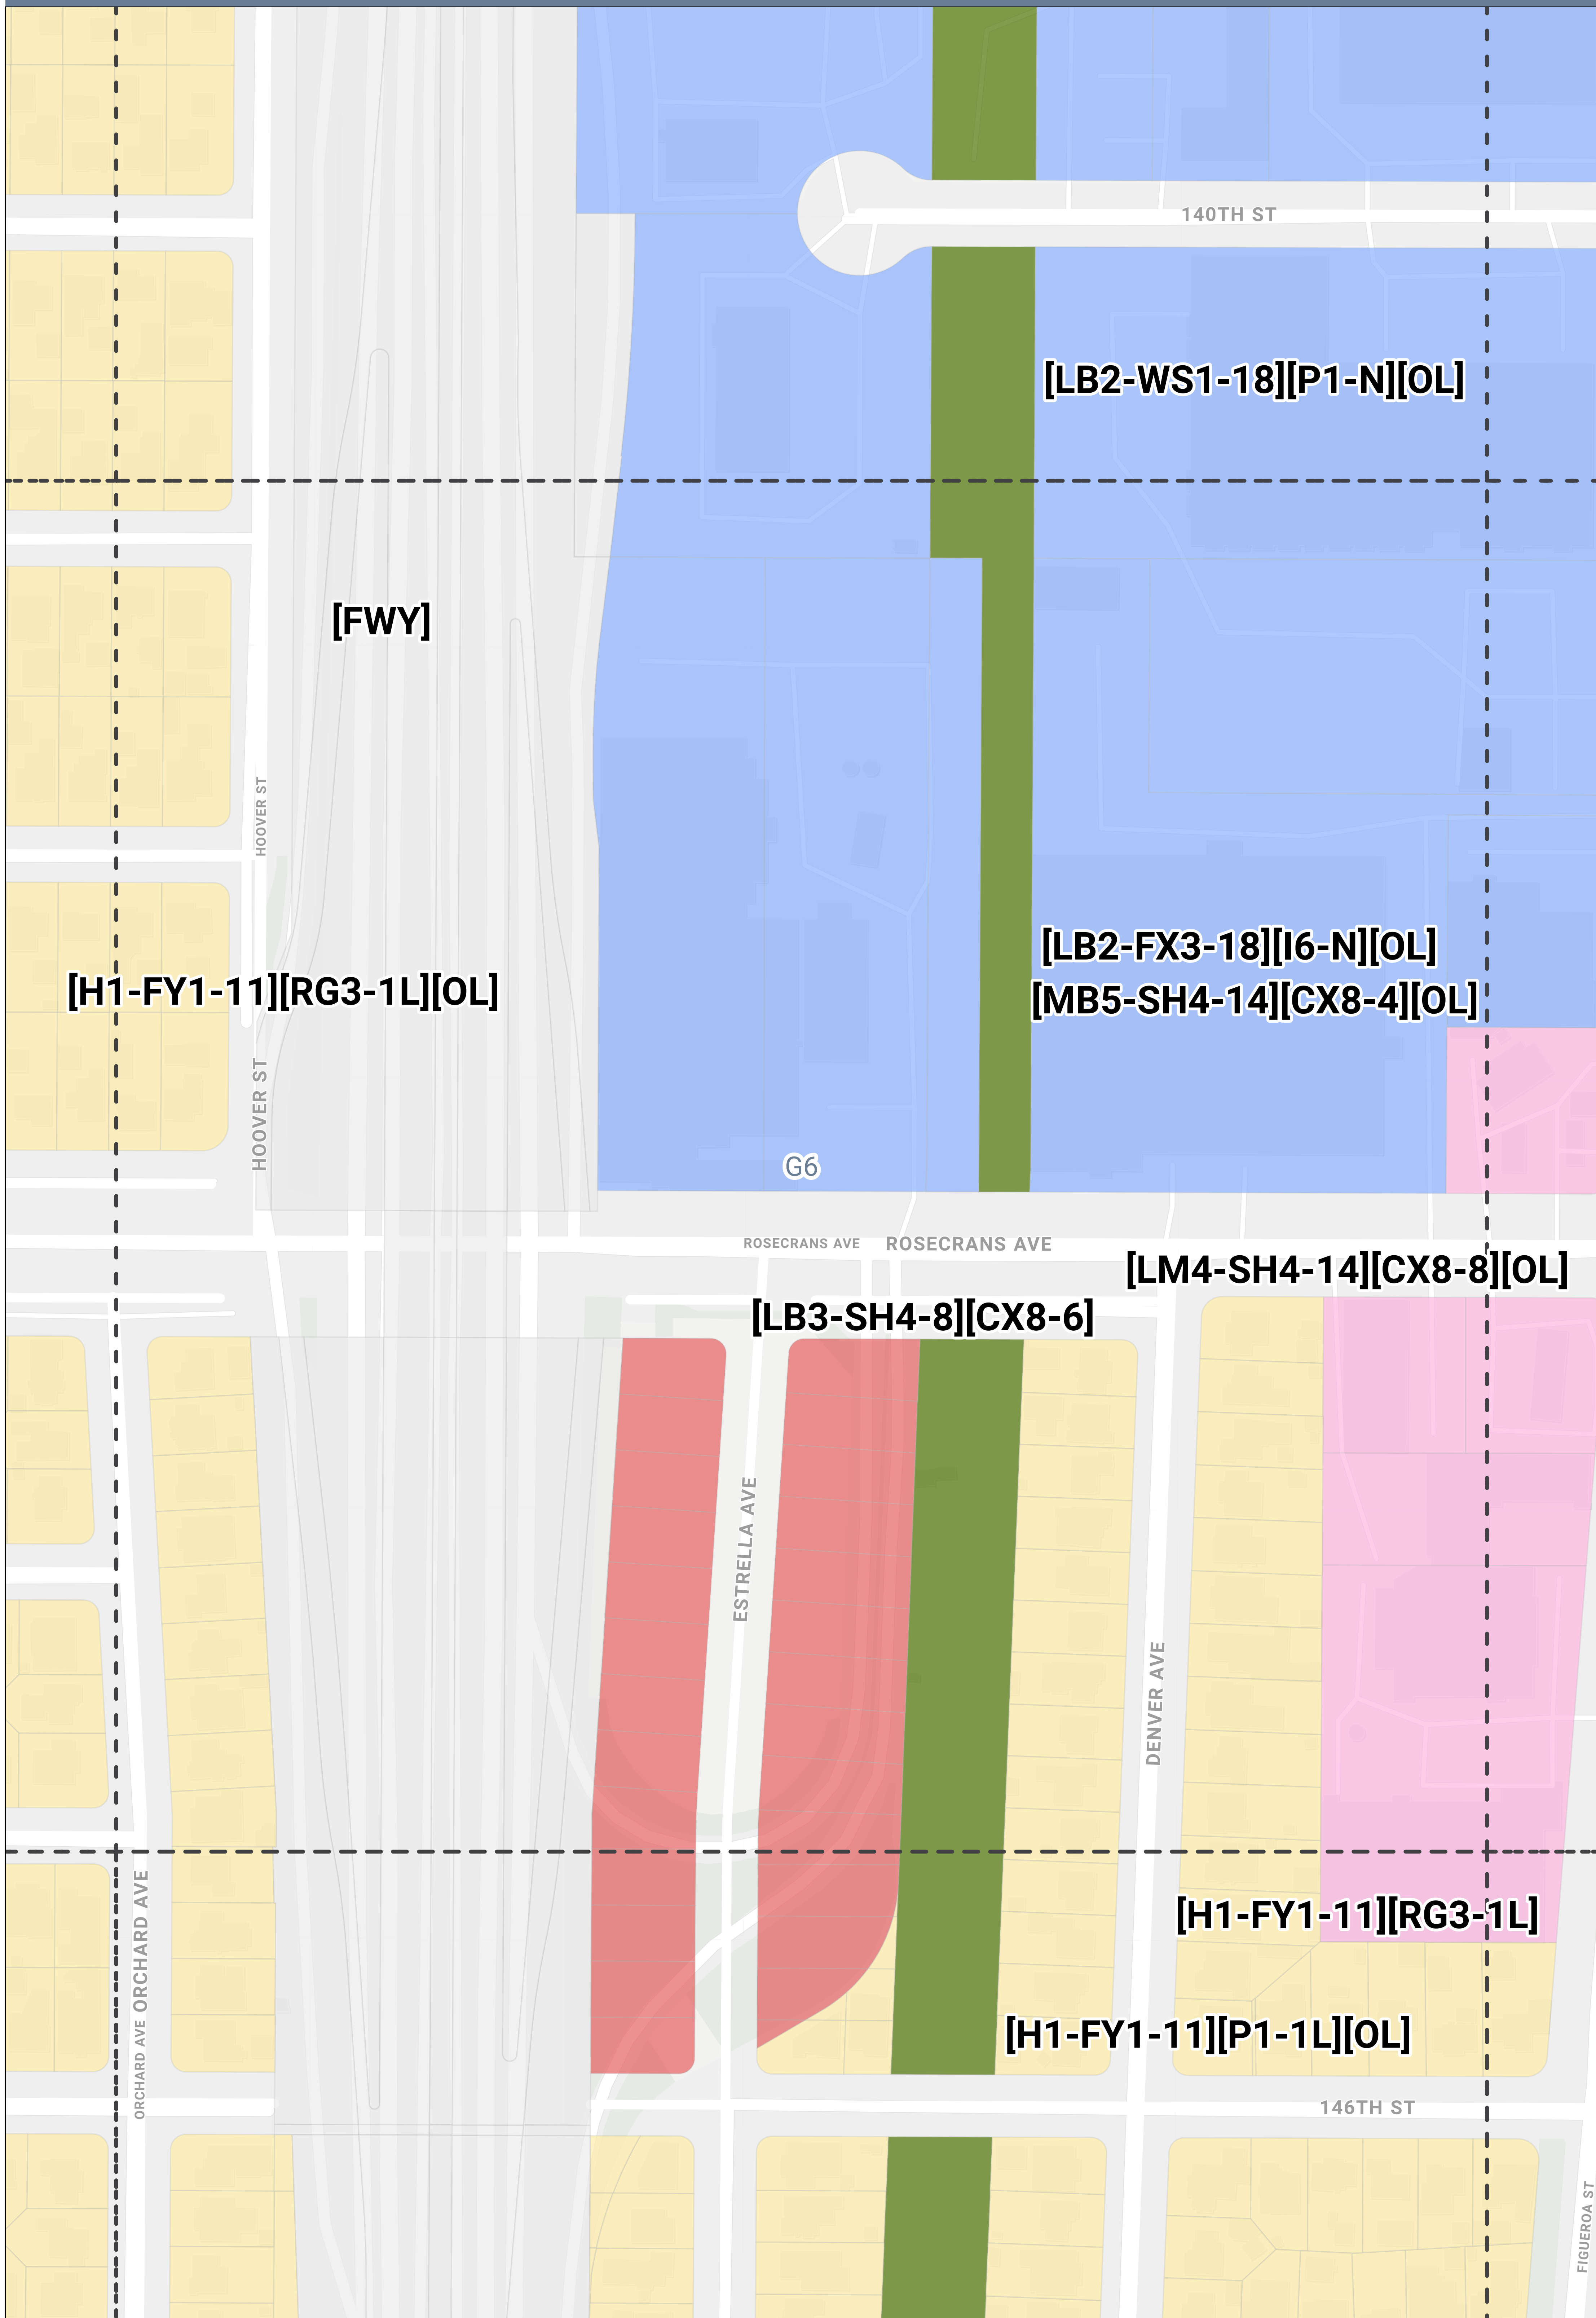 140TH ST
[LB2-WS1-18][P1-N][OL]
[FWY]
HOOVER ST
[LB2-FX3-18][I6-N][OL]
[MB5-SH4-14][CX8-4][OL]
[H1-FY1-11][RG3-1L][OL]
HOOVER ST
G6
ROSECRANS AVE
ROSECRANS AVE
[LM4-SH4-14][CX8-8][OL]
[LB3-SH4-8][CX8-6]
ESTRELLA AVE
DENVER AVE
[H1-FY1-11][RG3-1L]
ORCHARD AVE
ORCHARD AVE
[H1-FY1-11][P1-1L][OL]
146TH ST
FIGUEROA ST